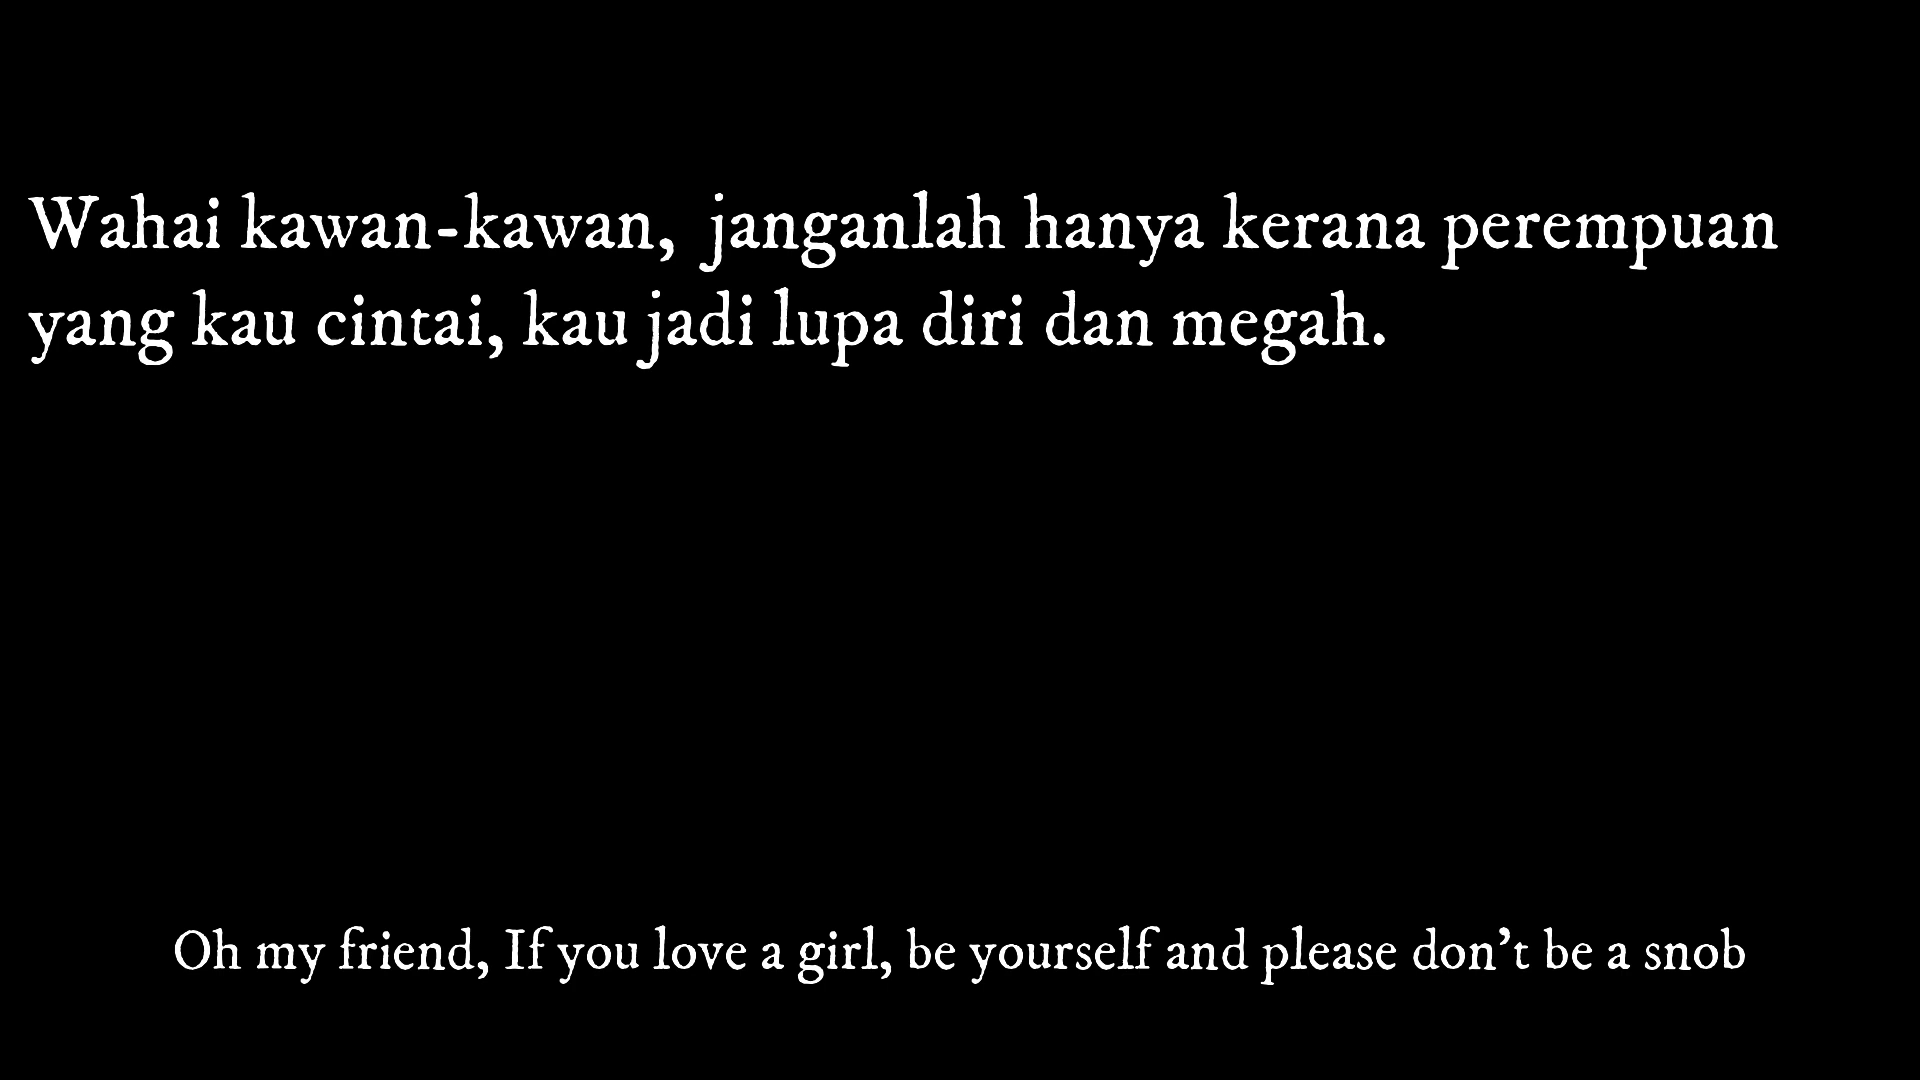 Wahai kawan-kawan, janganlah hanya kerana perempuan
yang kau cintai, kau jadi lupa diri dan megah.
Oh my friend, If you love a girl, be yourself and please don't be a snob